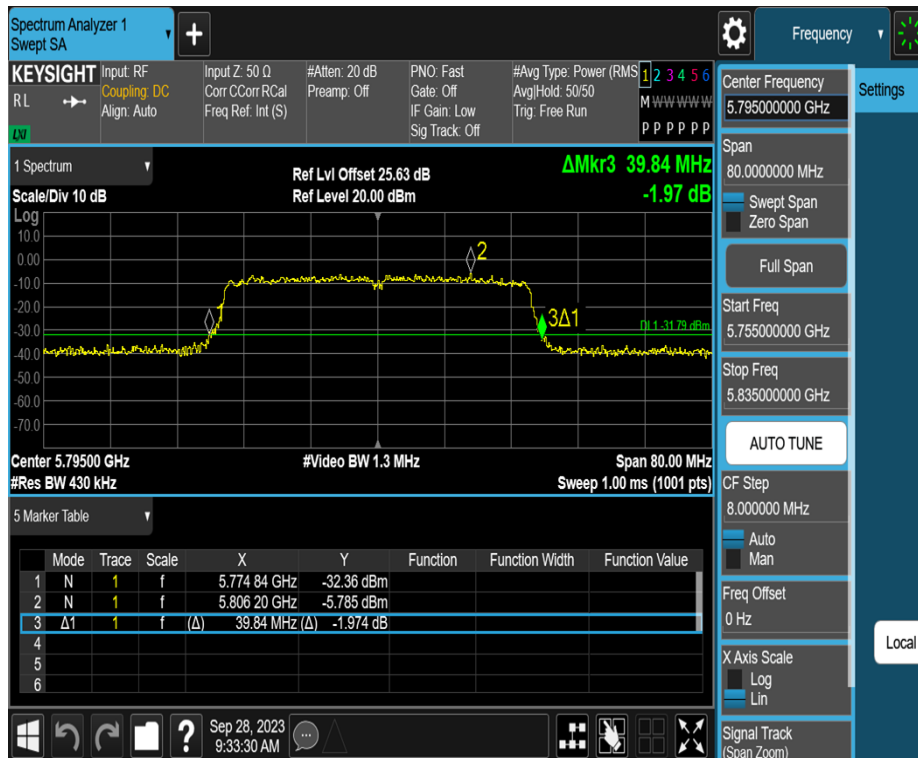 Spectrum Analyzer 1
Swept SA
+
Frequency
KEYSIGHT
R L
LXI
Input: RF
Coupling: DC
Align: Auto
Input Z: 50 Ω
Corr CCorr RCal
Freq Ref: Int (S)
#Atten: 20 dB
Preamp: Off
PNO: Fast
Gate: Off
IF Gain: Low
Sig Track: Off
#Avg Type: Power (RMS
Avg|Hold: 50/50
Trig: Free Run
1 2 3 4 5 6
M W W W W W
P P P P P P
1 Spectrum
Scale/Div 10 dB
Ref Lvl Offset 25.63 dB
Ref Level 20.00 dBm
ΔMkr3 39.84 MHz
-1.97 dB
Log
10.0
0.00
-10.0
-20.0
-30.0
-40.0
-50.0
-60.0
-70.0
1
2
3Δ1
DL1 -31.79 dBm
Center 5.79500 GHz
#Res BW 430 kHz
#Video BW 1.3 MHz
Span 80.00 MHz
Sweep 1.00 ms (1001 pts)
5 Marker Table
Mode Trace Scale X Y Function Function Width Function Value
1 N 1 f 5.774 84 GHz -32.36 dBm
2 N 1 f 5.806 20 GHz -5.785 dBm
3 Δ1 1 f (Δ) 39.84 MHz (Δ) -1.974 dB
4
5
6
?
Sep 28, 2023
9:33:30 AM
Center Frequency
5.795000000 GHz
Span
80.0000000 MHz
Swept Span
Zero Span
Full Span
Start Freq
5.755000000 GHz
Stop Freq
5.835000000 GHz
AUTO TUNE
CF Step
8.000000 MHz
Auto
Man
Freq Offset
0 Hz
X Axis Scale
Log
Lin
Signal Track
(Span Zoom)
Settings
Local